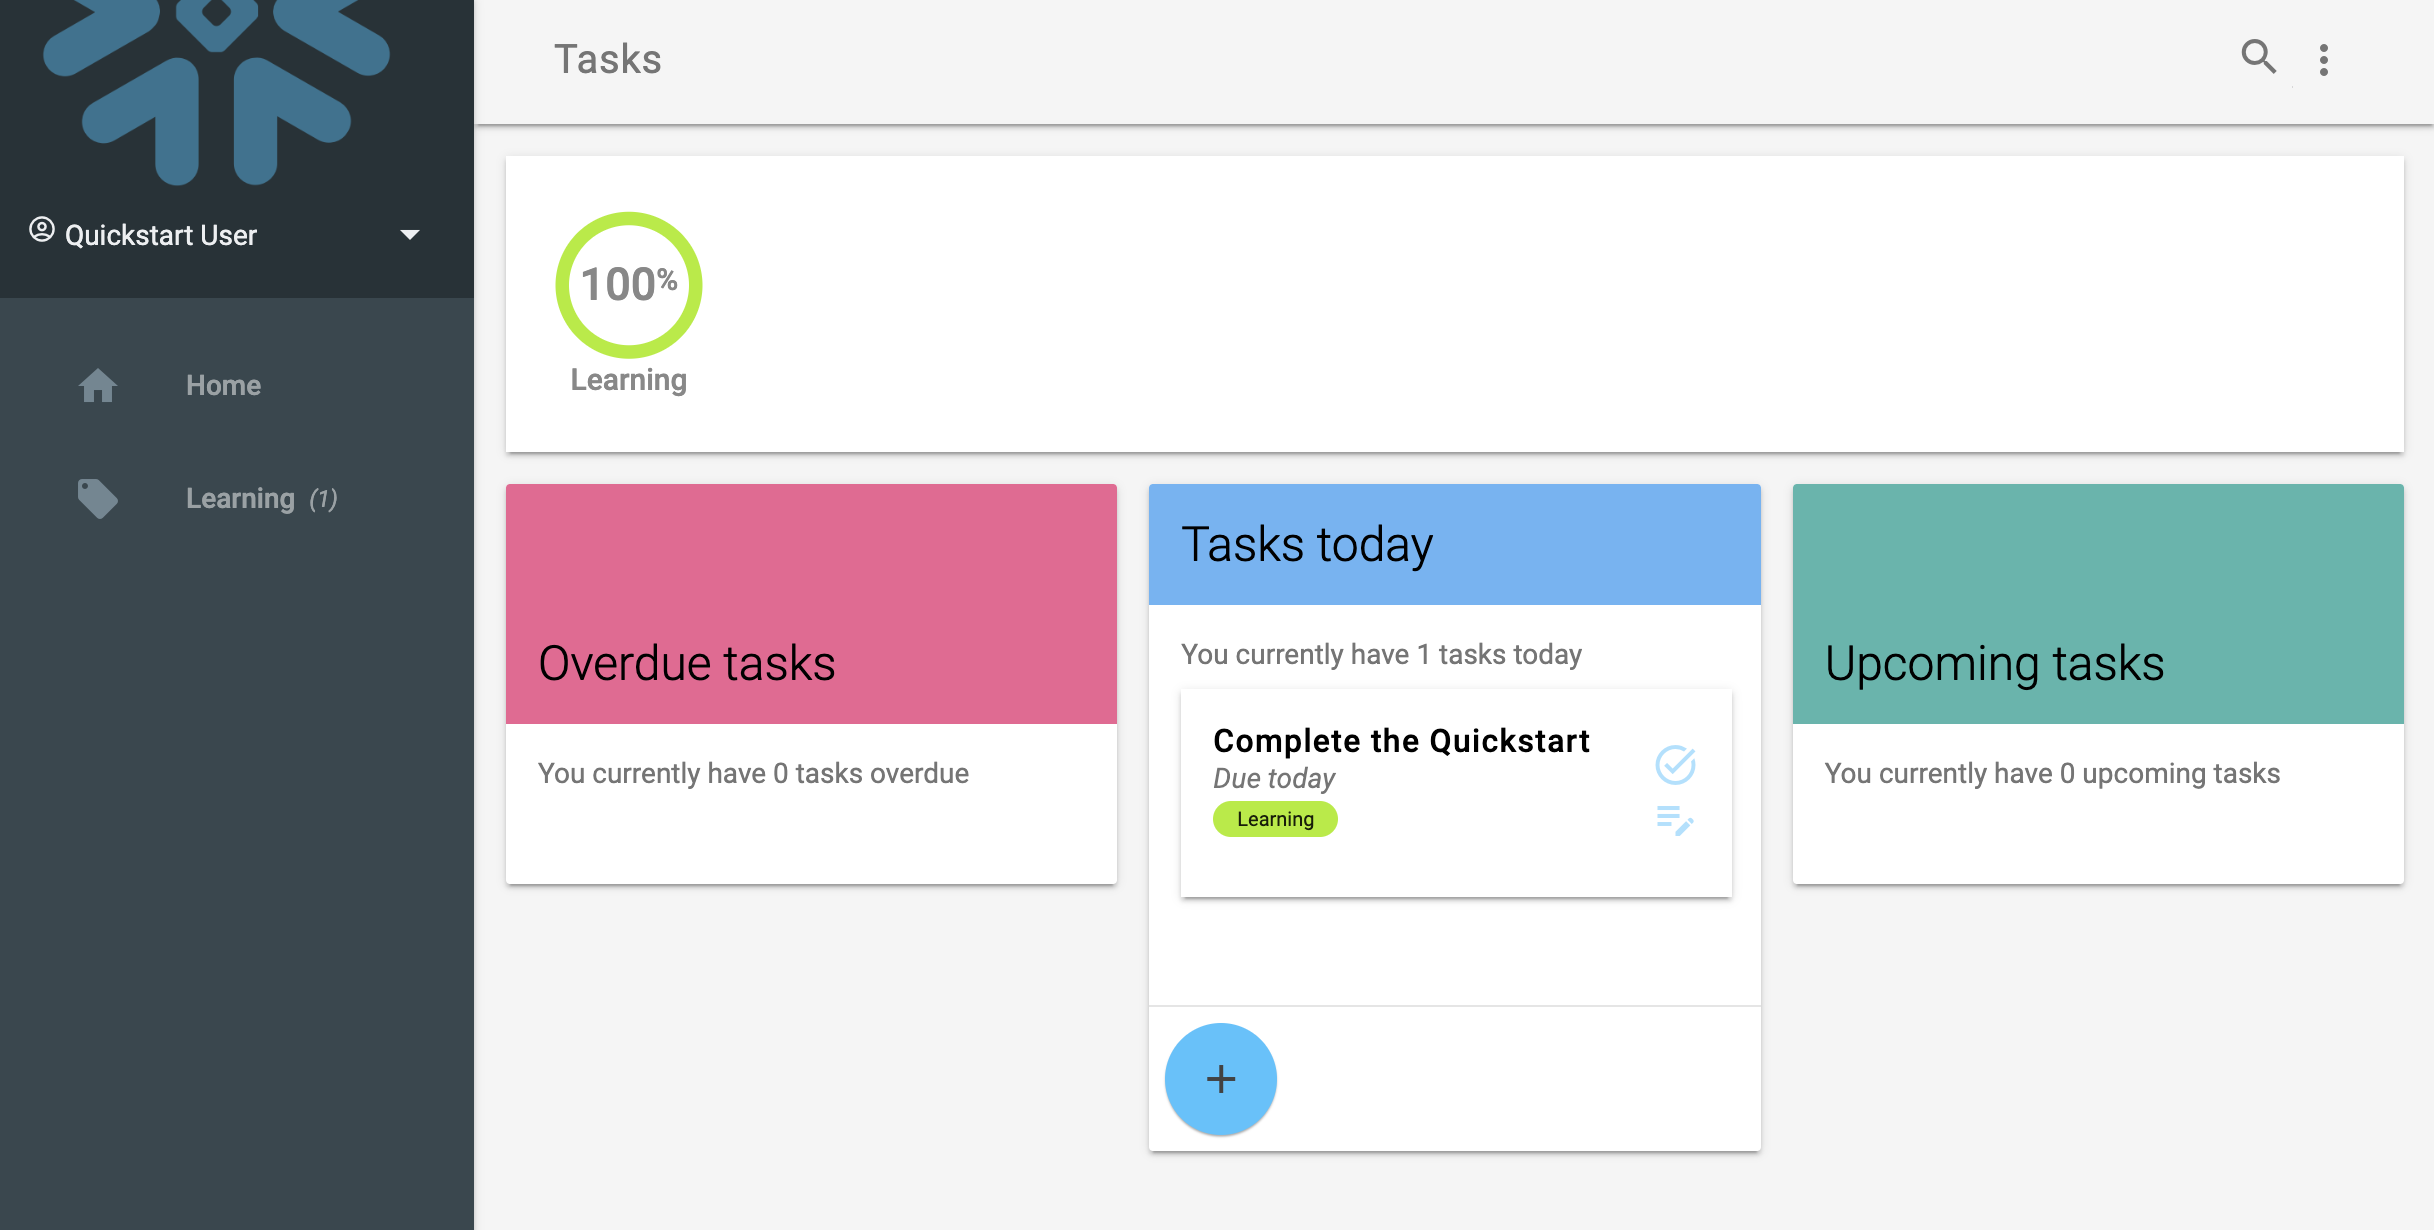 Tasks
Quickstart User
Home
Learning (1)
100%
Learning
Overdue tasks
You currently have 0 tasks overdue
Tasks today
You currently have 1 tasks today
Complete the Quickstart
Due today
Learning
+
Upcoming tasks
You currently have 0 upcoming tasks